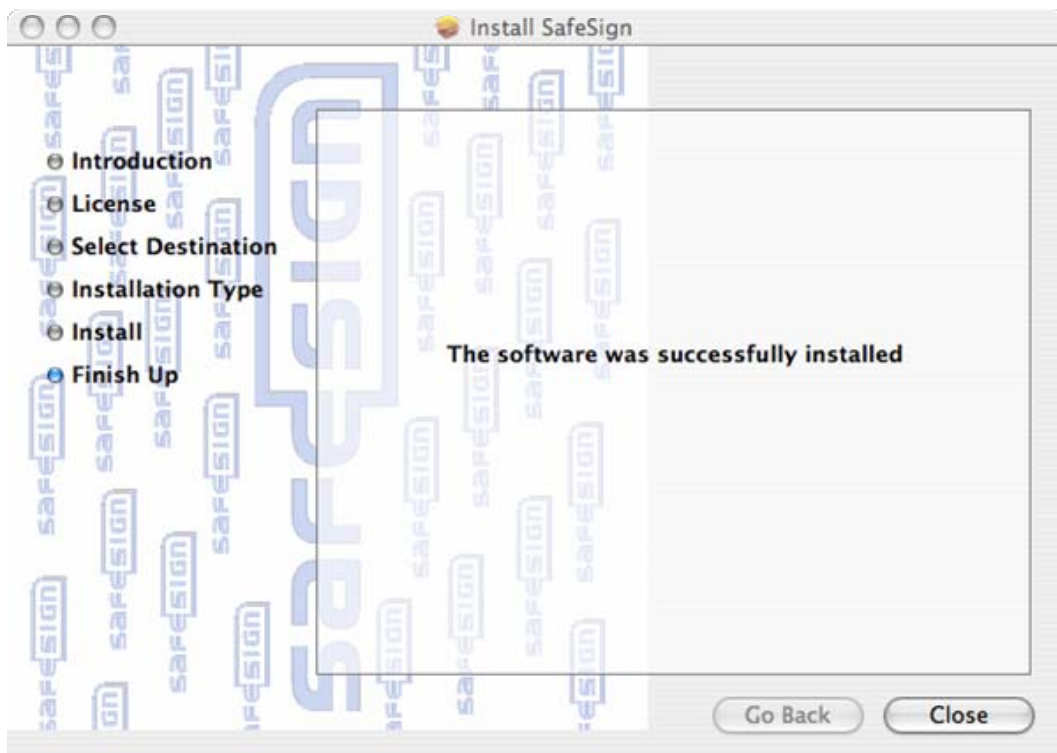 Install SafeSign
Introduction
License
Select Destination
Installation Type
Install
Finish Up
The software was successfully installed
Go Back
Close
safesign